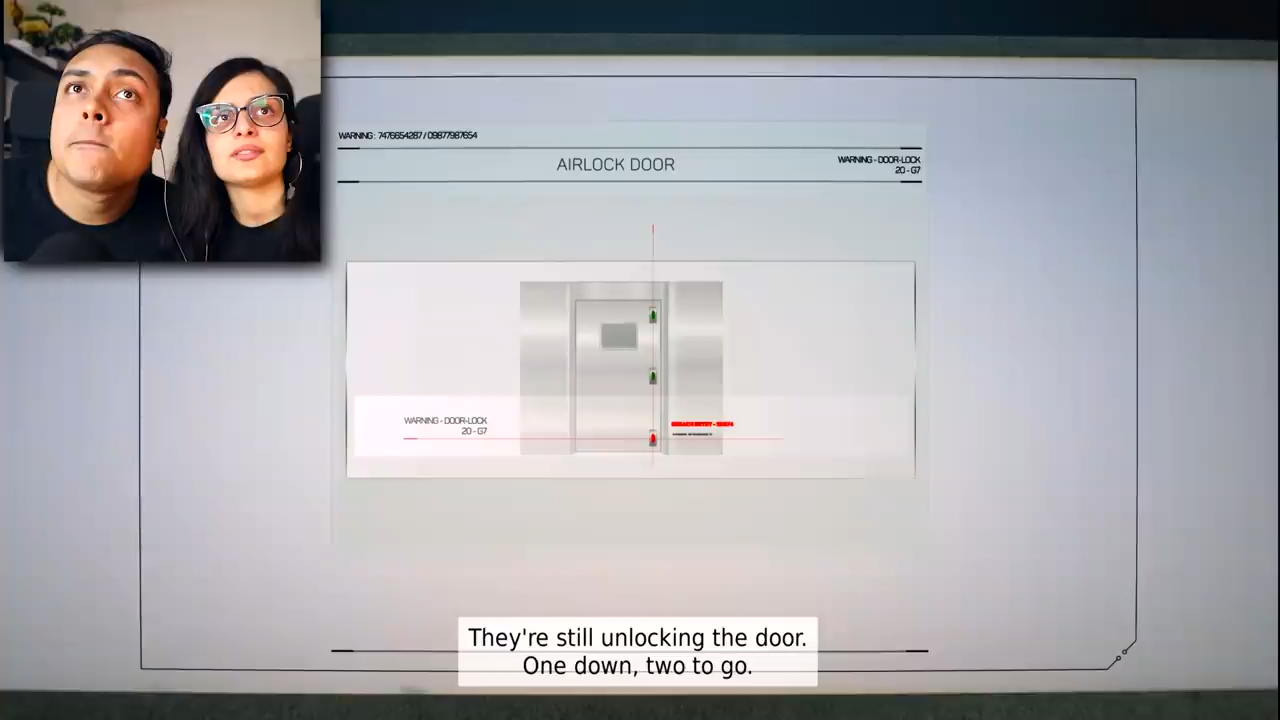 WARNING : 7476654287 / 09877987654
AIRLOCK DOOR
WARNING - DOOR-LOCK
20 - G7
WARNING - DOOR-LOCK
20 - G7
They're still unlocking the door.
One down, two to go.